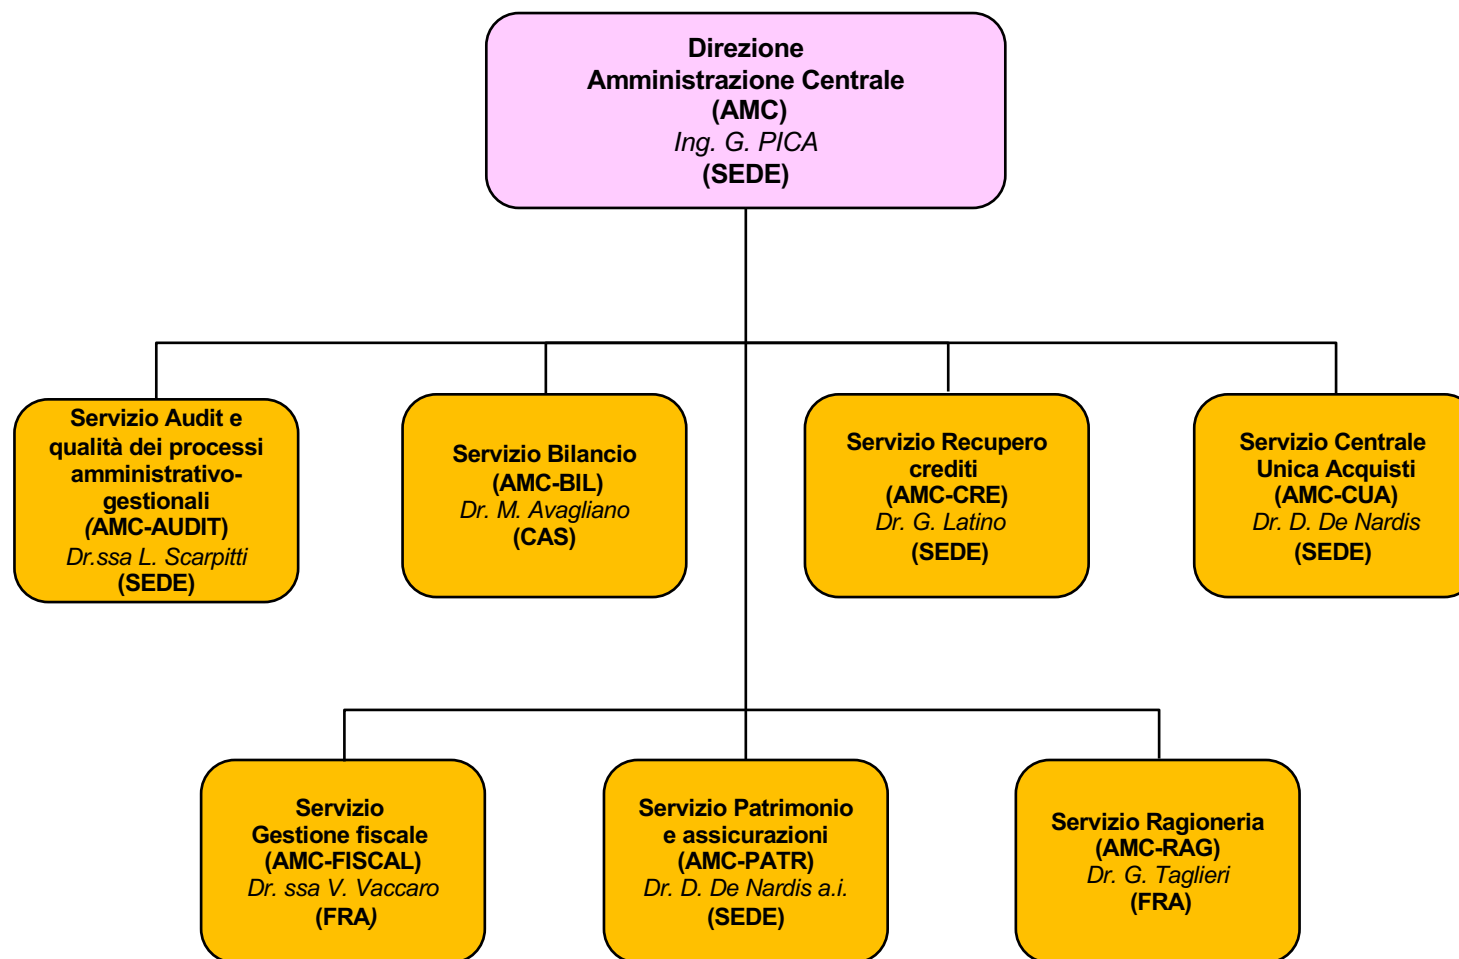 Direzione
Amministrazione Centrale
(AMC)
Ing. G. PICA
(SEDE)
Servizio Audit e
qualità dei processi
amministrativo-
gestionali
(AMC-AUDIT)
Dr.ssa L. Scarpitti
(SEDE)
Servizio Bilancio
(AMC-BIL)
Dr. M. Avagliano
(CAS)
Servizio Recupero
crediti
(AMC-CRE)
Dr. G. Latino
(SEDE)
Servizio Centrale
Unica Acquisti
(AMC-CUA)
Dr. D. De Nardis
(SEDE)
Servizio
Gestione fiscale
(AMC-FISCAL)
Dr. ssa V. Vaccaro
(FRA)
Servizio Patrimonio
e assicurazioni
(AMC-PATR)
Dr. D. De Nardis a.i.
(SEDE)
Servizio Ragioneria
(AMC-RAG)
Dr. G. Taglieri
(FRA)